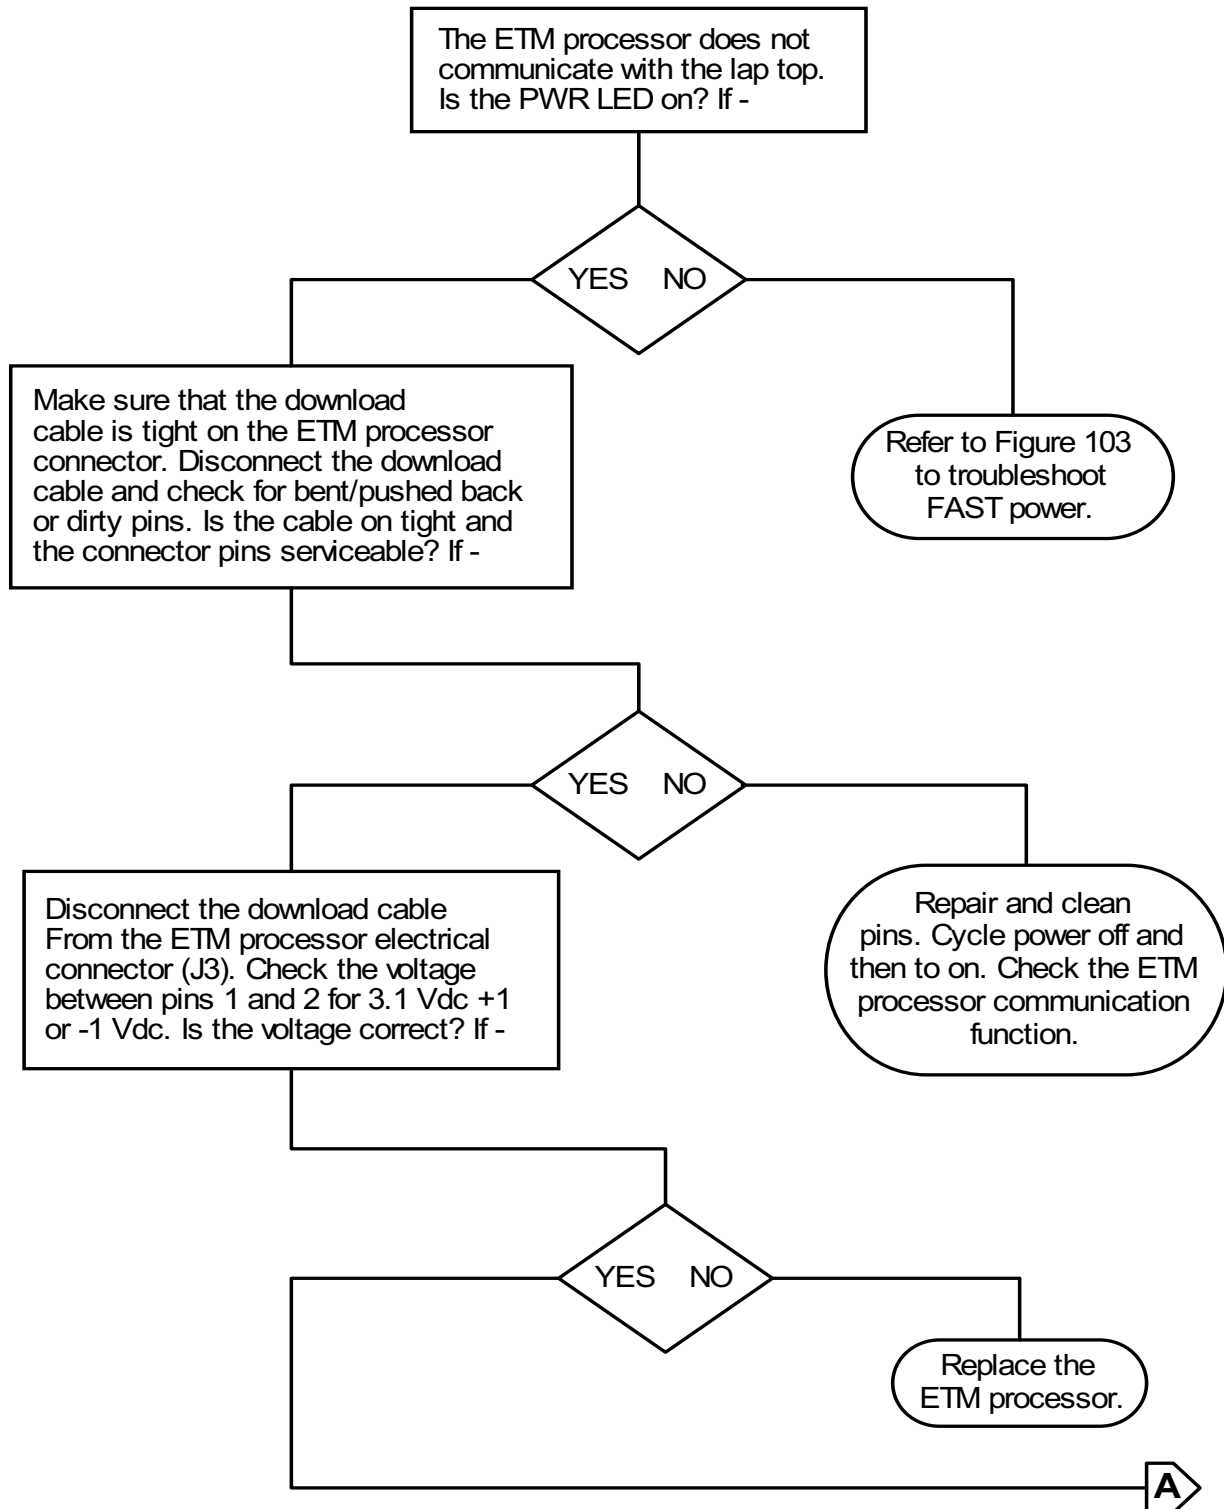 The ETM processor does not
communicate with the lap top.
Is the PWR LED on? If -
YES NO
Make sure that the download
cable is tight on the ETM processor
connector. Disconnect the download
cable and check for bent/pushed back
or dirty pins. Is the cable on tight and
the connector pins serviceable? If -
Refer to Figure 103
to troubleshoot
FAST power.
YES NO
Disconnect the download cable
From the ETM processor electrical
connector (J3). Check the voltage
between pins 1 and 2 for 3.1 Vdc +1
or -1 Vdc. Is the voltage correct? If -
Repair and clean
pins. Cycle power off and
then to on. Check the ETM
processor communication
function.
YES NO
Replace the
ETM processor.
A